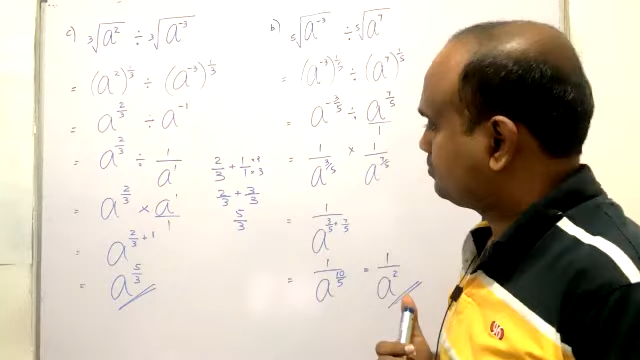 c) ∛a² ÷ ∛a⁻³
= (a²)^(1/3) ÷ (a⁻³)^(1/3)
= a^(2/3) ÷ a⁻¹
= a^(2/3) ÷ 1/a¹
= a^(2/3) × a¹/1
= a^(2/3 + 1)
= a^(5/3)
2/3 + 1/1 ×1 ×3
2/3 + 3/3
5/3
b) ⁵√a⁻³ ÷ ⁵√a⁷
= (a⁻³)^(1/5) ÷ (a⁷)^(1/5)
= a^(-3/5) ÷ a^(7/5)/1
= 1/a^(3/5) × 1/a^(7/5)
= 1/a^(3/5 + 7/5)
= 1/a^(10/5) = 1/a²